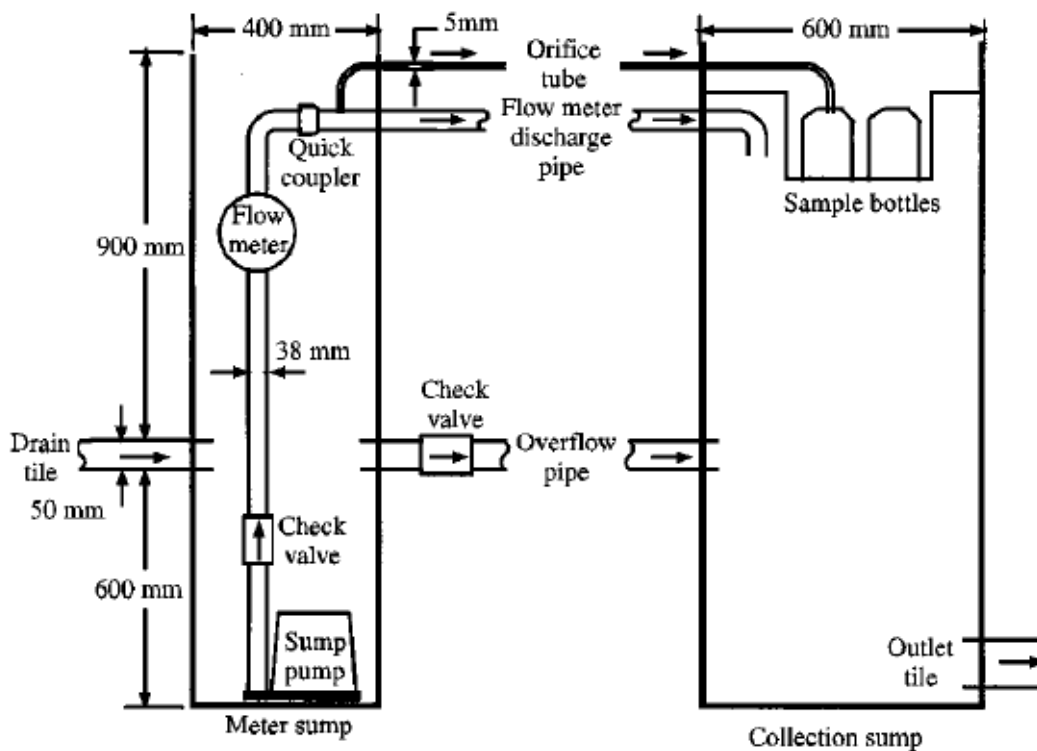 400 mm
5mm
600 mm
Orifice
tube
Flow meter
discharge
pipe
Quick
coupler
Sample bottles
Flow
meter
900 mm
38 mm
Check
valve
Drain
tile
Overflow
pipe
50 mm
Check
valve
600 mm
Sump
pump
Outlet
tile
Meter sump
Collection sump